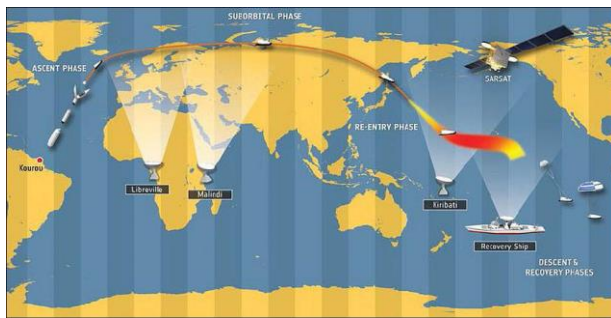 SUBORBITAL PHASE
ASCENT PHASE
SARSAT
RE-ENTRY PHASE
Kourou
Libreville
Malindi
Kiribati
Recovery Ship
DESCENT &
RECOVERY PHASES